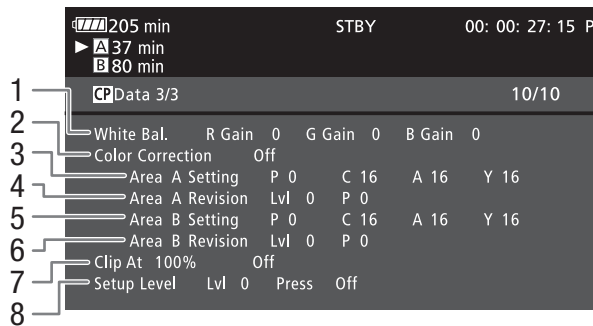 205 min STBY 00: 00: 27: 15 P
A 37 min
B 80 min
CP Data 3/3 10/10
1 White Bal. R Gain 0 G Gain 0 B Gain 0
2 Color Correction Off
3 Area A Setting P 0 C 16 A 16 Y 16
4 Area A Revision Lvl 0 P 0
5 Area B Setting P 0 C 16 A 16 Y 16
6 Area B Revision Lvl 0 P 0
7 Clip At 100% Off
8 Setup Level Lvl 0 Press Off